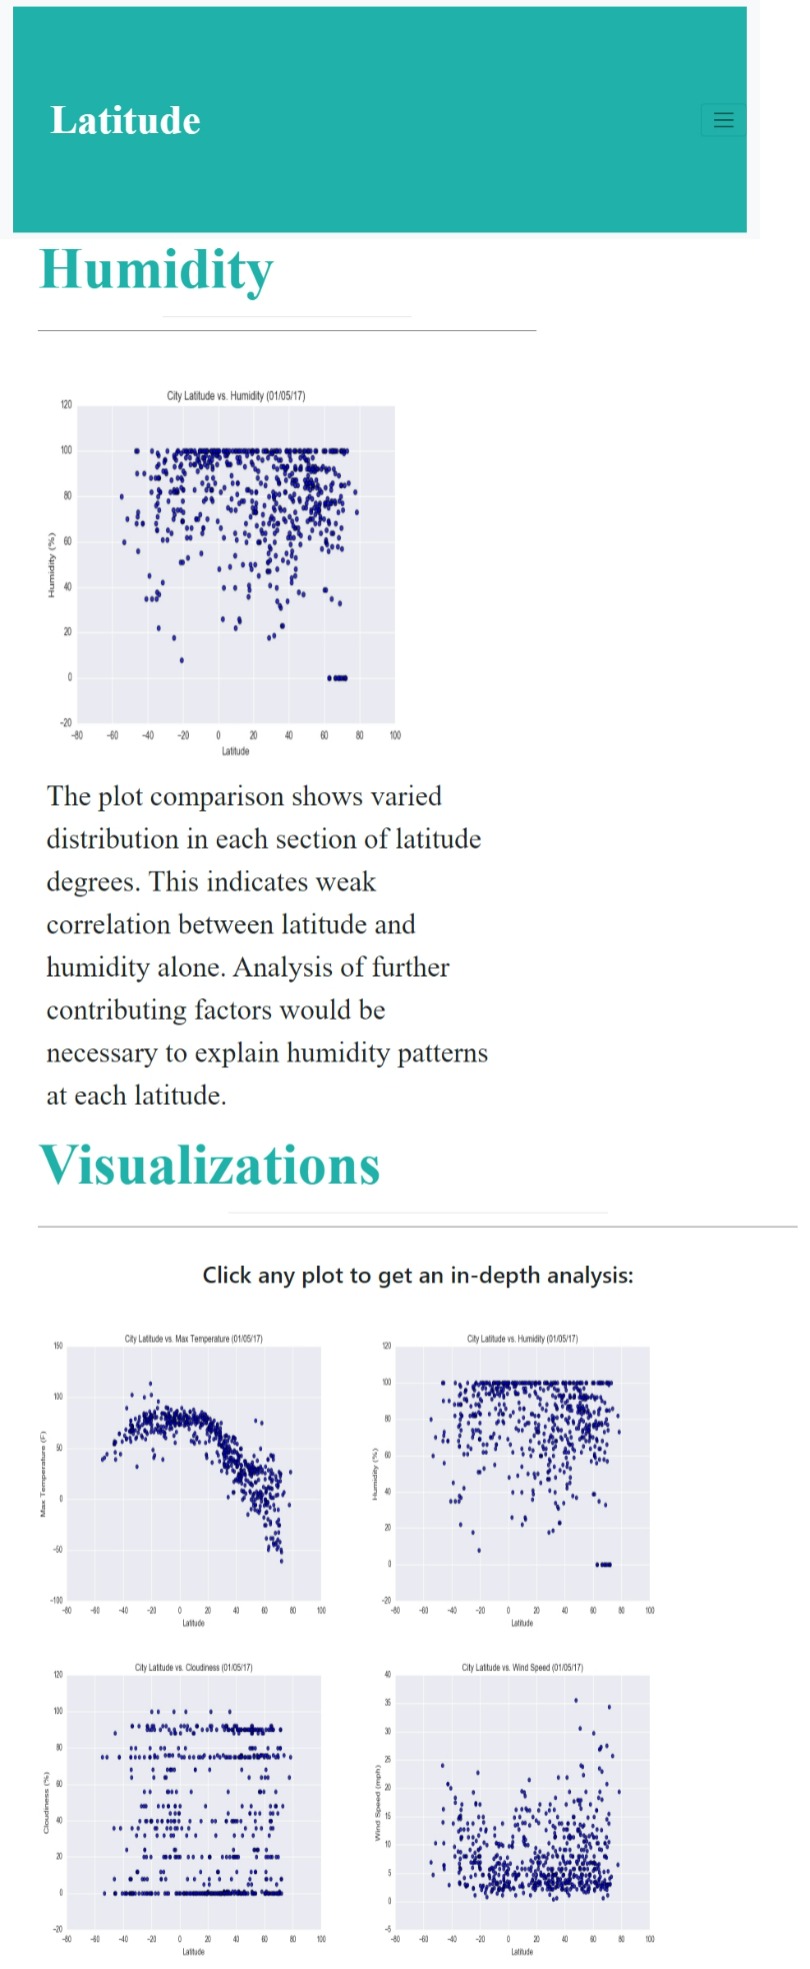 Latitude
Humidity
City Latitude vs. Humidity (01/05/17)
120
100
80
60
40
20
0
-20
Humidity (%)
-80 -60 -40 -20 0 20 40 60 80 100
Latitude
The plot comparison shows varied
distribution in each section of latitude
degrees. This indicates weak
correlation between latitude and
humidity alone. Analysis of further
contributing factors would be
necessary to explain humidity patterns
at each latitude.
Visualizations
Click any plot to get an in-depth analysis:
City Latitude vs. Max Temperature (01/05/17)
150
100
50
0
-50
-100
Max Temperature (F)
-80 -60 -40 -20 0 20 40 60 80 100
Latitude
City Latitude vs. Humidity (01/05/17)
120
100
80
60
40
20
0
-20
Humidity (%)
-80 -60 -40 -20 0 20 40 60 80 100
Latitude
City Latitude vs. Cloudiness (01/05/17)
120
100
80
60
40
20
0
-20
Cloudiness (%)
-80 -60 -40 -20 0 20 40 60 80 100
Latitude
City Latitude vs. Wind Speed (01/05/17)
40
35
30
25
20
15
10
5
0
-5
Wind Speed (mph)
-80 -60 -40 -20 0 20 40 60 80 100
Latitude